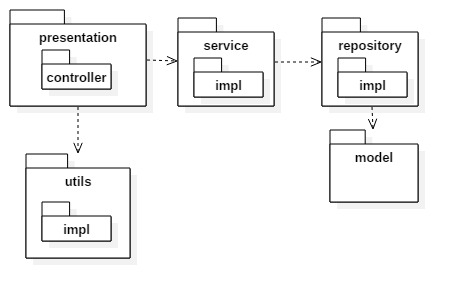 presentation
controller
service
impl
repository
impl
model
utils
impl